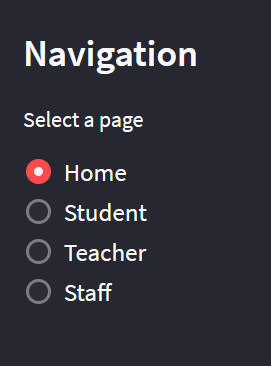 Navigation
Select a page
Home
Student
Teacher
Staff